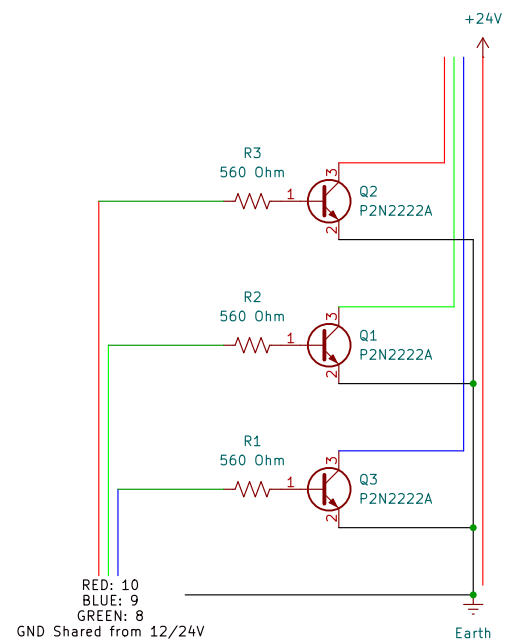 +24V
R3
560 Ohm
3
1
Q2
P2N2222A
2
R2
560 Ohm
3
1
Q1
P2N2222A
2
R1
560 Ohm
3
1
Q3
P2N2222A
2
RED: 10
BLUE: 9
GREEN: 8
GND Shared from 12/24V
Earth